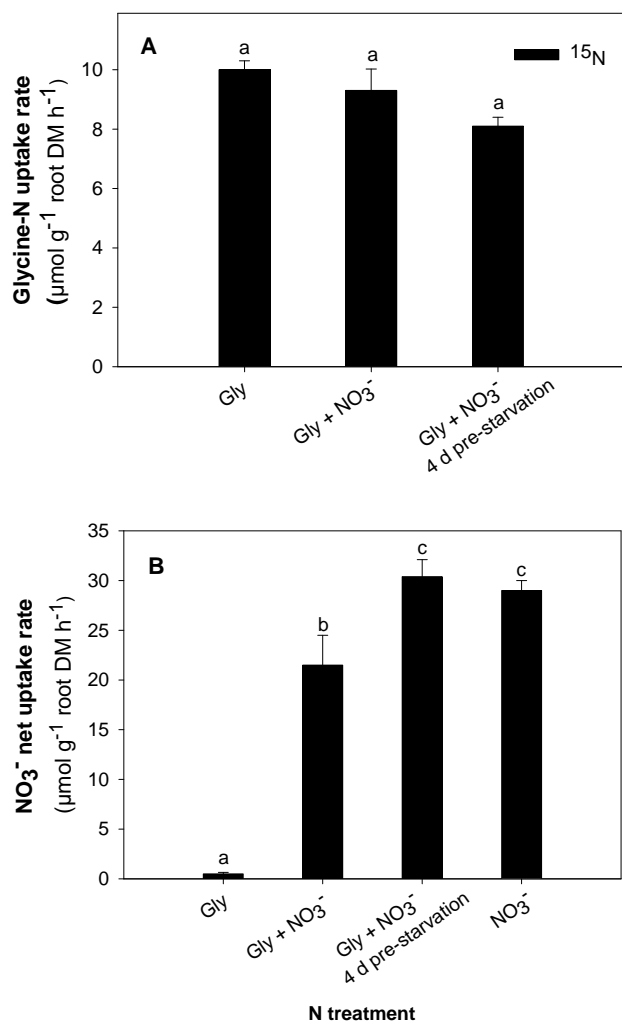 A
a
a
a
15N
Glycine-N uptake rate
(µmol g-1 root DM h-1)
10
8
6
4
2
0
Gly
Gly + NO3-
Gly + NO3-
4 d pre-starvation
B
a
b
c
c
NO3- net uptake rate
(µmol g-1 root DM h-1)
35
30
25
20
15
10
5
0
Gly
Gly + NO3-
Gly + NO3-
4 d pre-starvation
NO3-
N treatment